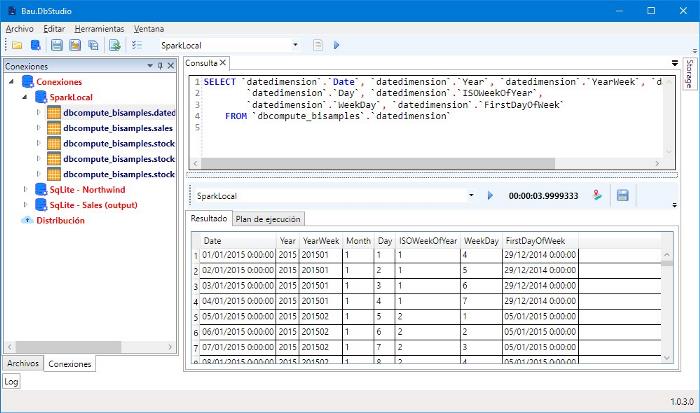 Bau.DbStudio
Archivo Editar Herramientas Ventana
SparkLocal
Conexiones
Conexiones
SparkLocal
dbcompute_bisamples.dated
dbcompute_bisamples.sales
dbcompute_bisamples.stock
dbcompute_bisamples.stock
dbcompute_bisamples.stock
SqLite - Northwind
SqLite - Sales (output)
Distribución
Archivos Conexiones
Log
Consulta
Storage
1 SELECT `datedimension`.`Date`, `datedimension`.`Year`, `datedimension`.`YearWeek`, `d
2 `datedimension`.`Day`, `datedimension`.`ISOWeekOfYear`,
3 `datedimension`.`WeekDay`, `datedimension`.`FirstDayOfWeek`
4 FROM `dbcompute_bisamples`.`datedimension`
5
SparkLocal 00:00:03.9999333
Resultado Plan de ejecución
Date Year YearWeek Month Day ISOWeekOfYear WeekDay FirstDayOfWeek
1 01/01/2015 0:00:00 2015 201501 1 1 1 4 29/12/2014 0:00:00
2 02/01/2015 0:00:00 2015 201501 1 2 1 5 29/12/2014 0:00:00
3 03/01/2015 0:00:00 2015 201501 1 3 1 6 29/12/2014 0:00:00
4 04/01/2015 0:00:00 2015 201501 1 4 1 7 29/12/2014 0:00:00
5 05/01/2015 0:00:00 2015 201502 1 5 2 1 05/01/2015 0:00:00
6 06/01/2015 0:00:00 2015 201502 1 6 2 2 05/01/2015 0:00:00
7 07/01/2015 0:00:00 2015 201502 1 7 2 3 05/01/2015 0:00:00
8 08/01/2015 0:00:00 2015 201502 1 8 2 4 05/01/2015 0:00:00
1.0.3.0